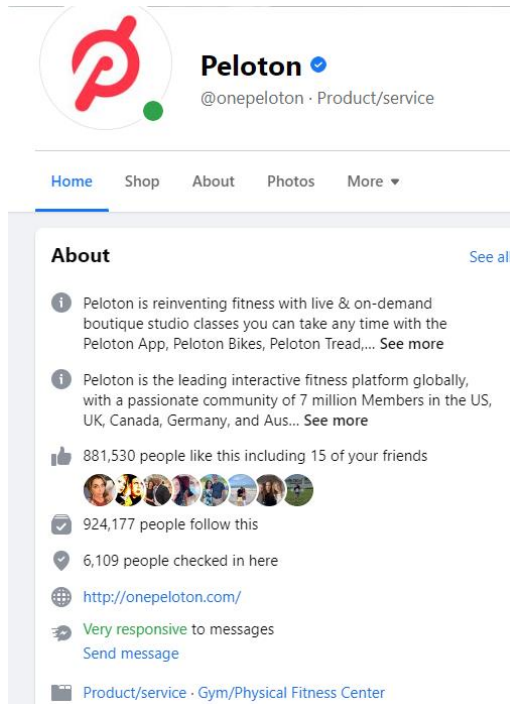 Peloton
@onepeloton · Product/service
Home Shop About Photos More
About See all
Peloton is reinventing fitness with live & on-demand
boutique studio classes you can take any time with the
Peloton App, Peloton Bikes, Peloton Tread,... See more
Peloton is the leading interactive fitness platform globally,
with a passionate community of 7 million Members in the US,
UK, Canada, Germany, and Aus... See more
881,530 people like this including 15 of your friends
924,177 people follow this
6,109 people checked in here
http://onepeloton.com/
Very responsive to messages
Send message
Product/service · Gym/Physical Fitness Center